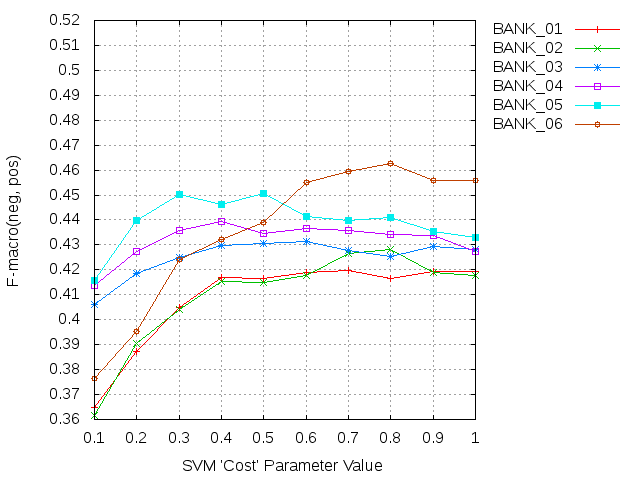 0.52
0.51
0.5
0.49
0.48
0.47
0.46
0.45
0.44
0.43
0.42
0.41
0.4
0.39
0.38
0.37
0.36
0.1 0.2 0.3 0.4 0.5 0.6 0.7 0.8 0.9 1
F-macro(neg, pos)
SVM 'Cost' Parameter Value
BANK_01
BANK_02
BANK_03
BANK_04
BANK_05
BANK_06